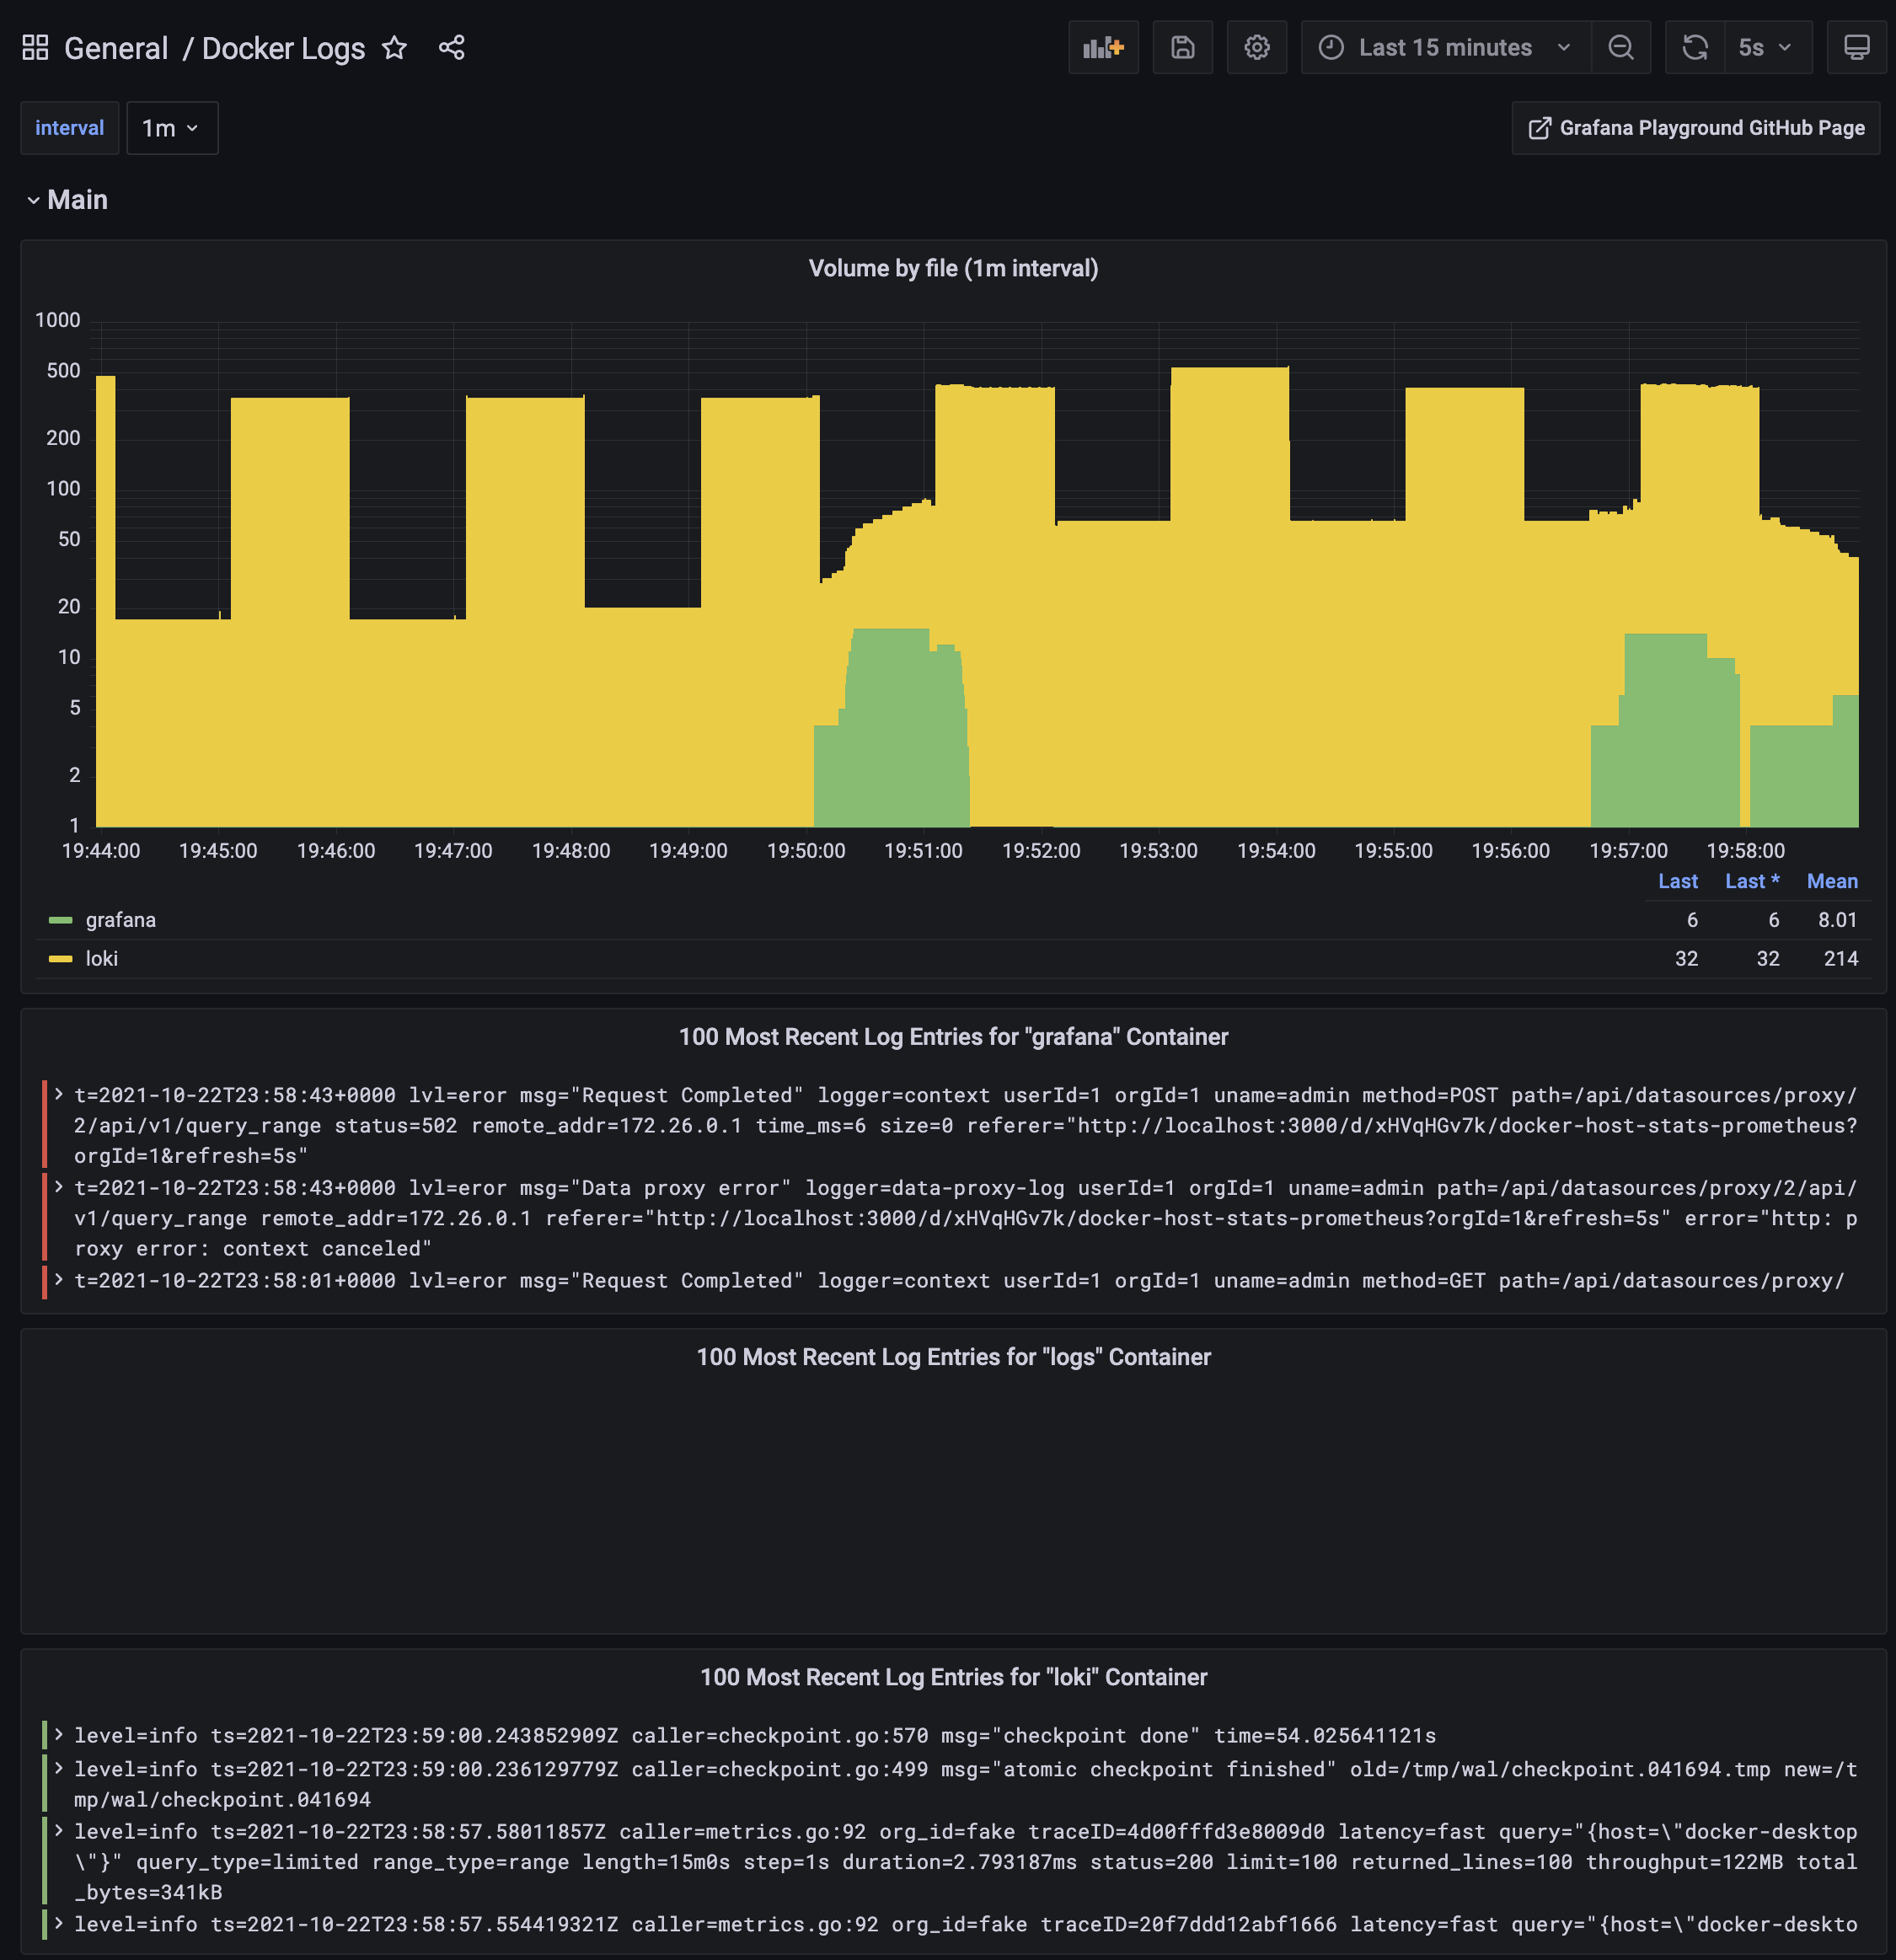 General / Docker Logs
Last 15 minutes
5s
interval
1m
Grafana Playground GitHub Page
Main
Volume by file (1m interval)
1000
500
200
100
50
20
10
5
2
1
19:44:00 19:45:00 19:46:00 19:47:00 19:48:00 19:49:00 19:50:00 19:51:00 19:52:00 19:53:00 19:54:00 19:55:00 19:56:00 19:57:00 19:58:00
Last Last * Mean
grafana 6 6 8.01
loki 32 32 214
100 Most Recent Log Entries for "grafana" Container
t=2021-10-22T23:58:43+0000 lvl=eror msg="Request Completed" logger=context userId=1 orgId=1 uname=admin method=POST path=/api/datasources/proxy/
2/api/v1/query_range status=502 remote_addr=172.26.0.1 time_ms=6 size=0 referer="http://localhost:3000/d/xHVqHGv7k/docker-host-stats-prometheus?
orgId=1&refresh=5s"
t=2021-10-22T23:58:43+0000 lvl=eror msg="Data proxy error" logger=data-proxy-log userId=1 orgId=1 uname=admin path=/api/datasources/proxy/2/api/
v1/query_range remote_addr=172.26.0.1 referer="http://localhost:3000/d/xHVqHGv7k/docker-host-stats-prometheus?orgId=1&refresh=5s" error="http: p
roxy error: context canceled"
t=2021-10-22T23:58:01+0000 lvl=eror msg="Request Completed" logger=context userId=1 orgId=1 uname=admin method=GET path=/api/datasources/proxy/
100 Most Recent Log Entries for "logs" Container
100 Most Recent Log Entries for "loki" Container
level=info ts=2021-10-22T23:59:00.243852909Z caller=checkpoint.go:570 msg="checkpoint done" time=54.025641121s
level=info ts=2021-10-22T23:59:00.236129779Z caller=checkpoint.go:499 msg="atomic checkpoint finished" old=/tmp/wal/checkpoint.041694.tmp new=/t
mp/wal/checkpoint.041694
level=info ts=2021-10-22T23:58:57.58011857Z caller=metrics.go:92 org_id=fake traceID=4d00fffd3e8009d0 latency=fast query="{host=\"docker-desktop
\"}" query_type=limited range_type=range length=15m0s step=1s duration=2.793187ms status=200 limit=100 returned_lines=100 throughput=122MB total
_bytes=341kB
level=info ts=2021-10-22T23:58:57.554419321Z caller=metrics.go:92 org_id=fake traceID=20f7ddd12abf1666 latency=fast query="{host=\"docker-deskto